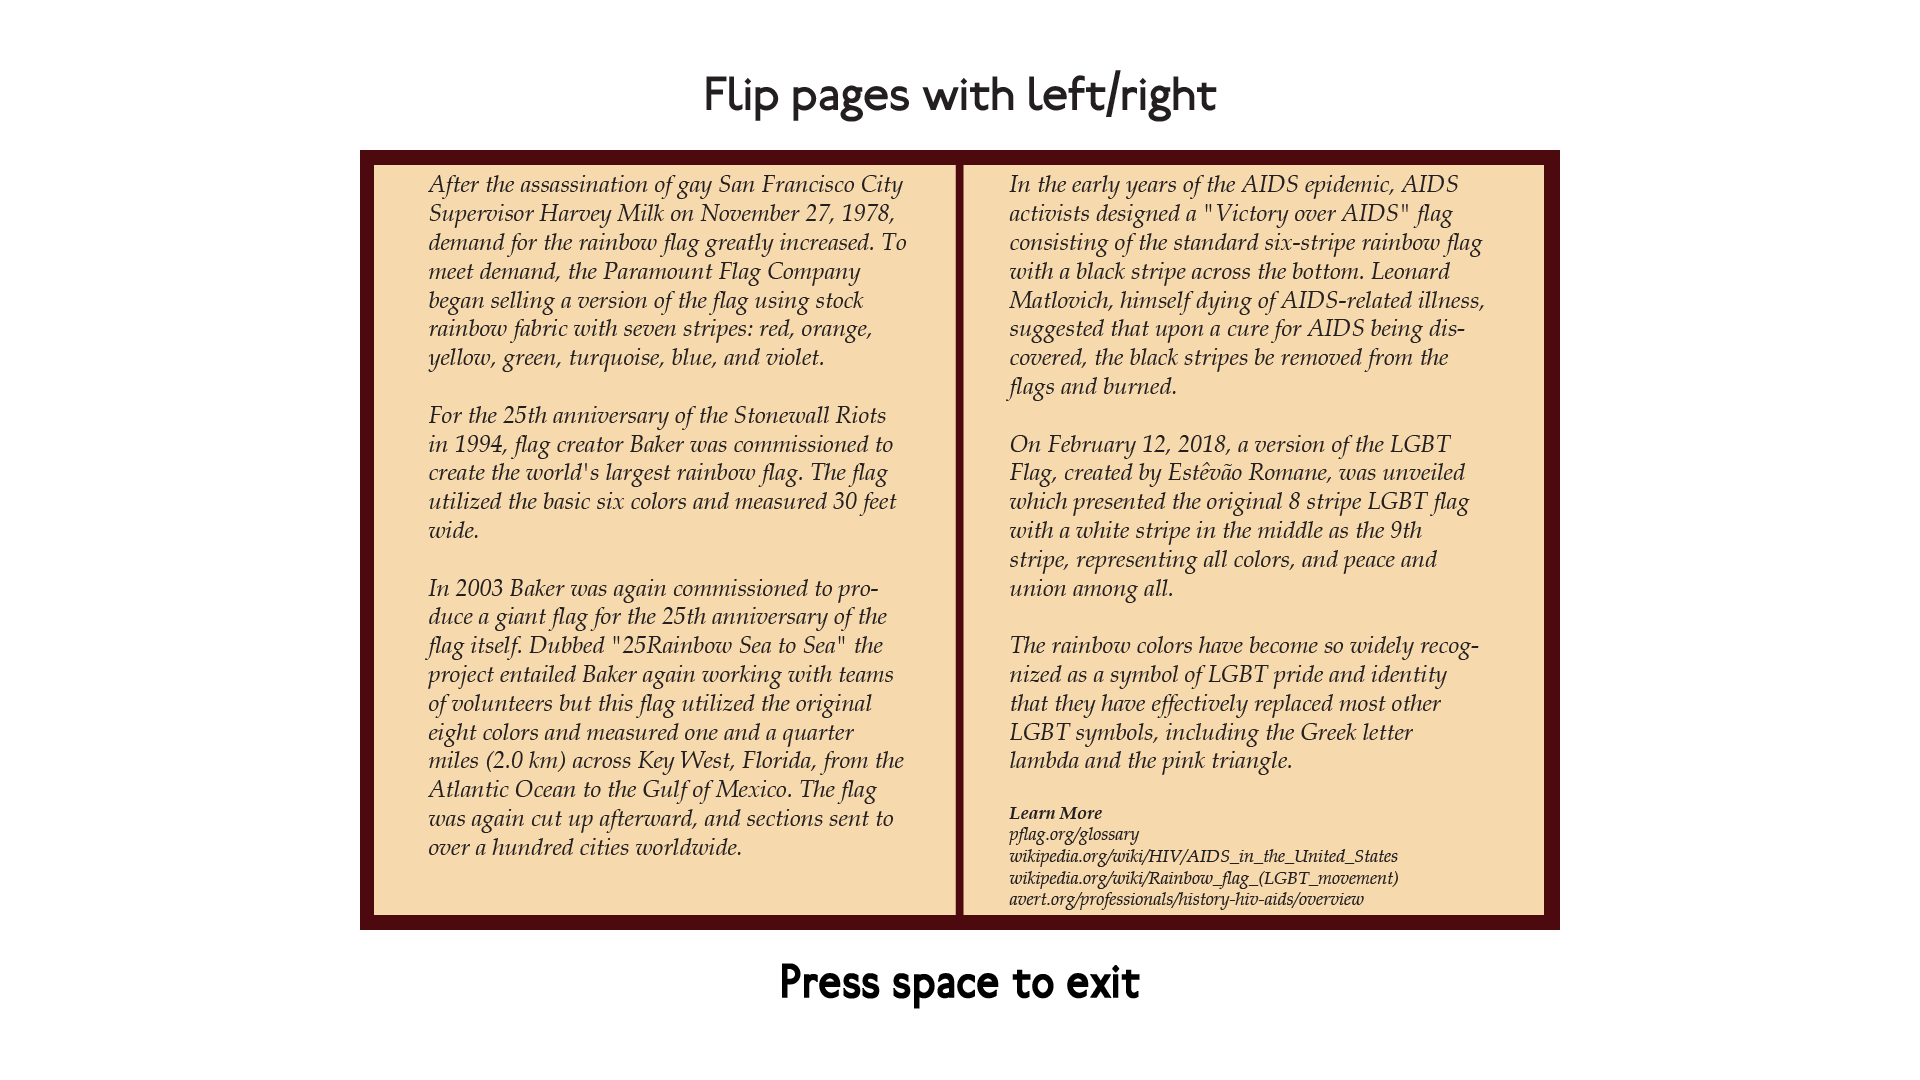 Flip pages with left/right
After the assassination of gay San Francisco City
Supervisor Harvey Milk on November 27, 1978,
demand for the rainbow flag greatly increased. To
meet demand, the Paramount Flag Company
began selling a version of the flag using stock
rainbow fabric with seven stripes: red, orange,
yellow, green, turquoise, blue, and violet.
For the 25th anniversary of the Stonewall Riots
in 1994, flag creator Baker was commissioned to
create the world's largest rainbow flag. The flag
utilized the basic six colors and measured 30 feet
wide.
In 2003 Baker was again commissioned to pro-
duce a giant flag for the 25th anniversary of the
flag itself. Dubbed "25Rainbow Sea to Sea" the
project entailed Baker again working with teams
of volunteers but this flag utilized the original
eight colors and measured one and a quarter
miles (2.0 km) across Key West, Florida, from the
Atlantic Ocean to the Gulf of Mexico. The flag
was again cut up afterward, and sections sent to
over a hundred cities worldwide.
In the early years of the AIDS epidemic, AIDS
activists designed a "Victory over AIDS" flag
consisting of the standard six-stripe rainbow flag
with a black stripe across the bottom. Leonard
Matlovich, himself dying of AIDS-related illness,
suggested that upon a cure for AIDS being dis-
covered, the black stripes be removed from the
flags and burned.
On February 12, 2018, a version of the LGBT
Flag, created by Estêvão Romane, was unveiled
which presented the original 8 stripe LGBT flag
with a white stripe in the middle as the 9th
stripe, representing all colors, and peace and
union among all.
The rainbow colors have become so widely recog-
nized as a symbol of LGBT pride and identity
that they have effectively replaced most other
LGBT symbols, including the Greek letter
lambda and the pink triangle.
Learn More
pflag.org/glossary
wikipedia.org/wiki/HIV/AIDS_in_the_United_States
wikipedia.org/wiki/Rainbow_flag_(LGBT_movement)
avert.org/professionals/history-hiv-aids/overview
Press space to exit